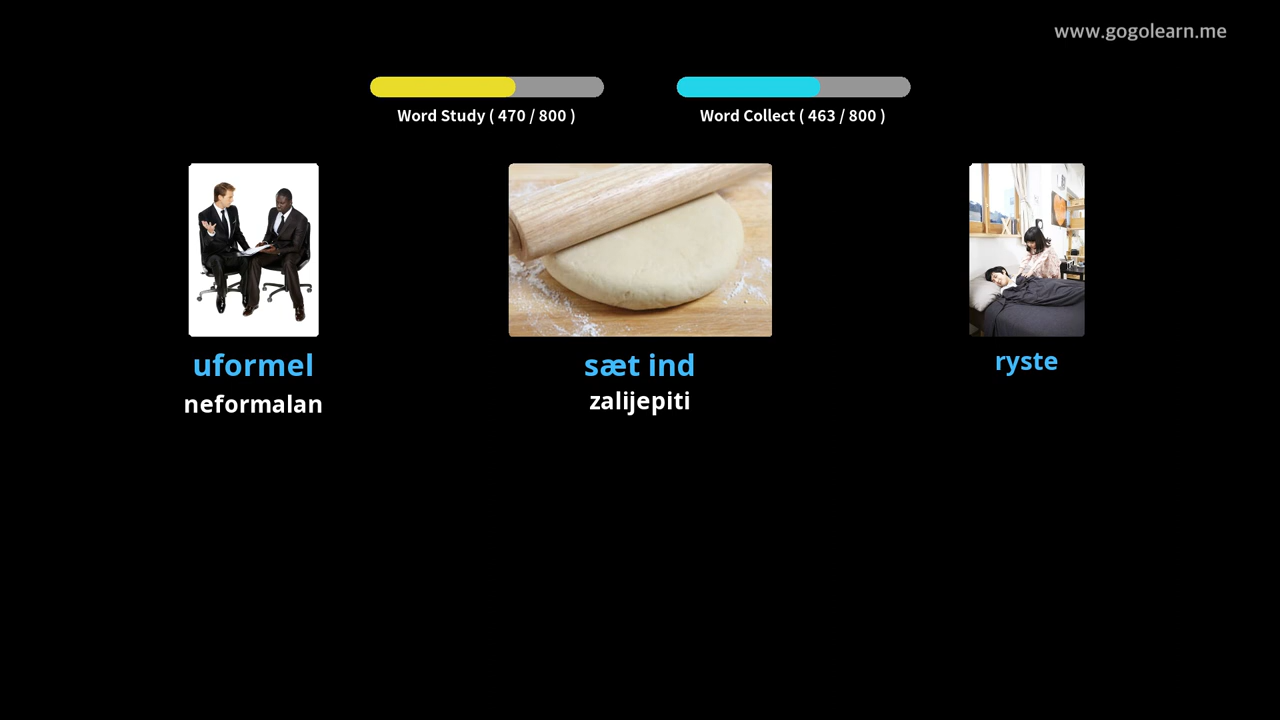 www.gogolearn.me
Word Study ( 470 / 800 )
Word Collect ( 463 / 800 )
uformel
sæt ind
ryste
neformalan
zalijepiti